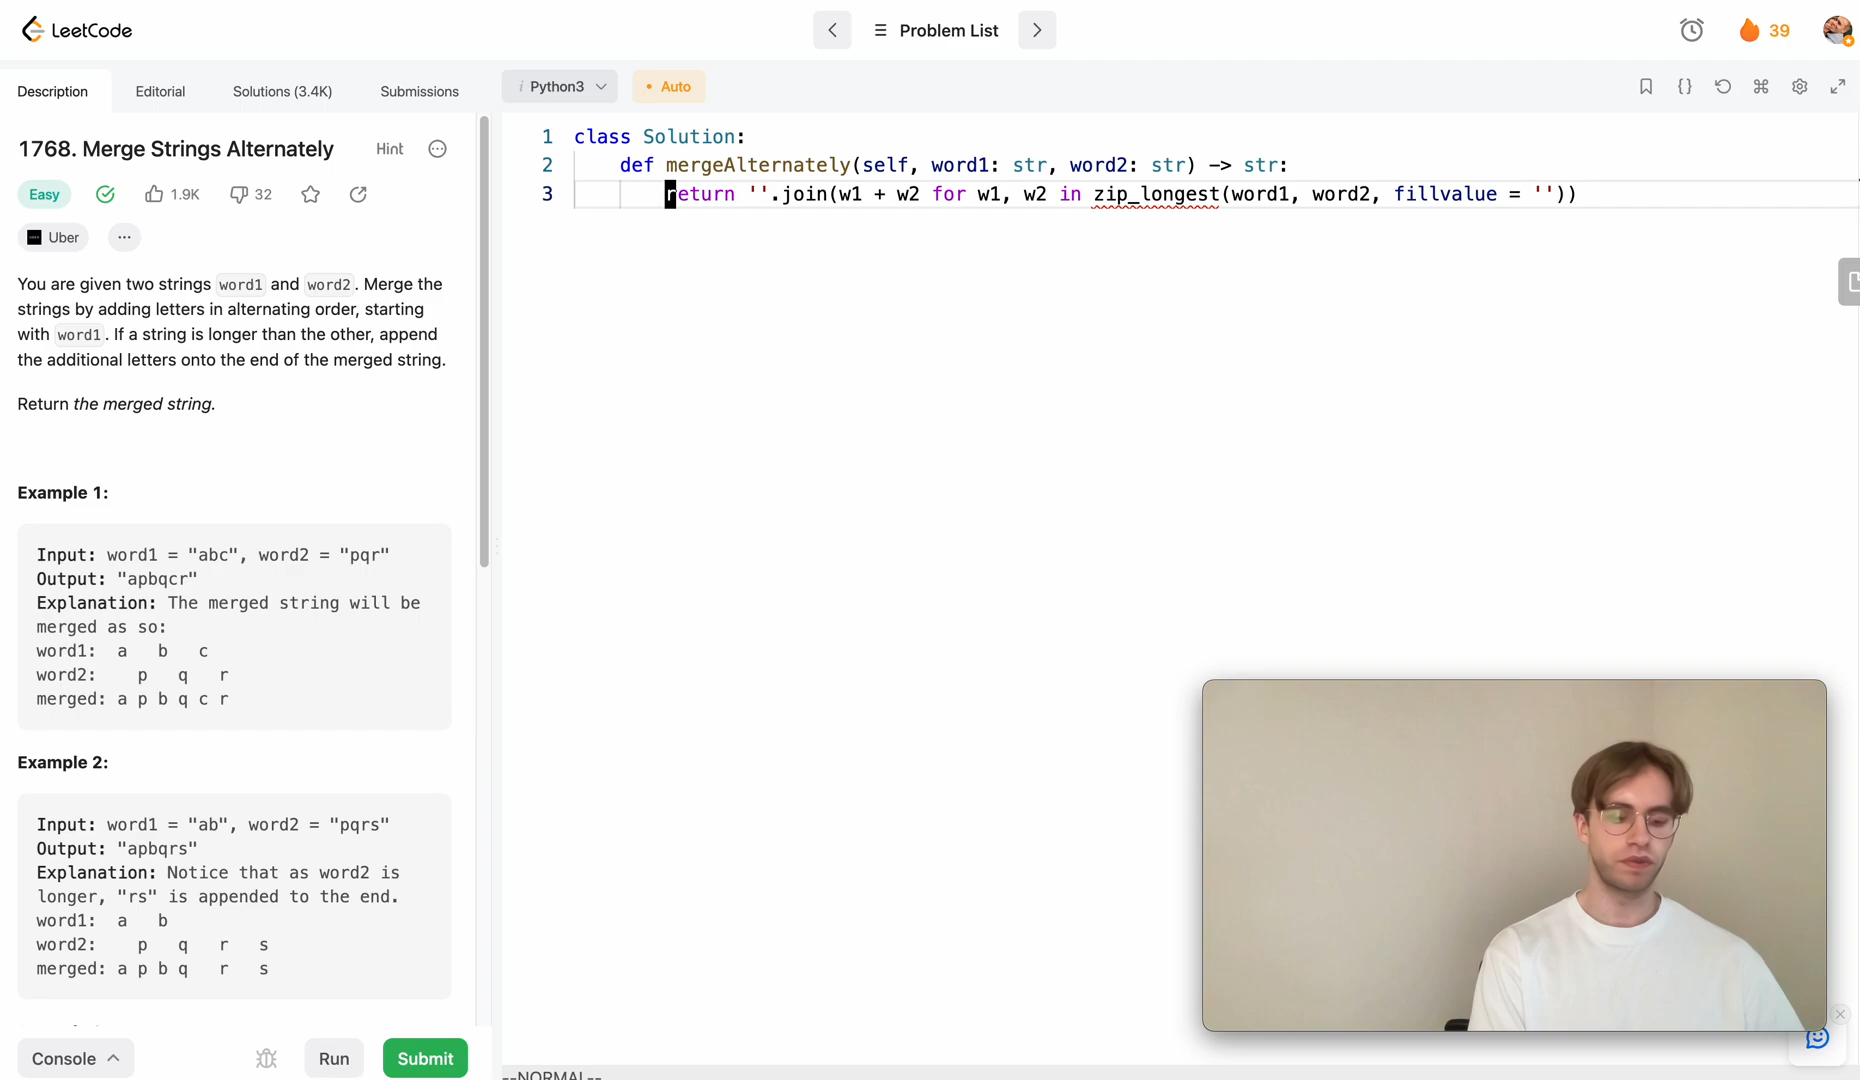 LeetCode
Problem List
39
Description
Editorial
Solutions (3.4K)
Submissions
i Python3
• Auto
1768. Merge Strings Alternately
Hint
Easy
1.9K
32
Uber
...
You are given two strings word1 and word2. Merge the
strings by adding letters in alternating order, starting
with word1. If a string is longer than the other, append
the additional letters onto the end of the merged string.
Return the merged string.
Example 1:
Input: word1 = "abc", word2 = "pqr"
Output: "apbqcr"
Explanation: The merged string will be
merged as so:
word1:  a   b   c
word2:    p   q   r
merged: a p b q c r
Example 2:
Input: word1 = "ab", word2 = "pqrs"
Output: "apbqrs"
Explanation: Notice that as word2 is
longer, "rs" is appended to the end.
word1:  a   b
word2:    p   q   r   s
merged: a p b q   r   s
Console
Run
Submit
1 class Solution:
2     def mergeAlternately(self, word1: str, word2: str) -> str:
3         return ''.join(w1 + w2 for w1, w2 in zip_longest(word1, word2, fillvalue = ''))
--NORMAL--